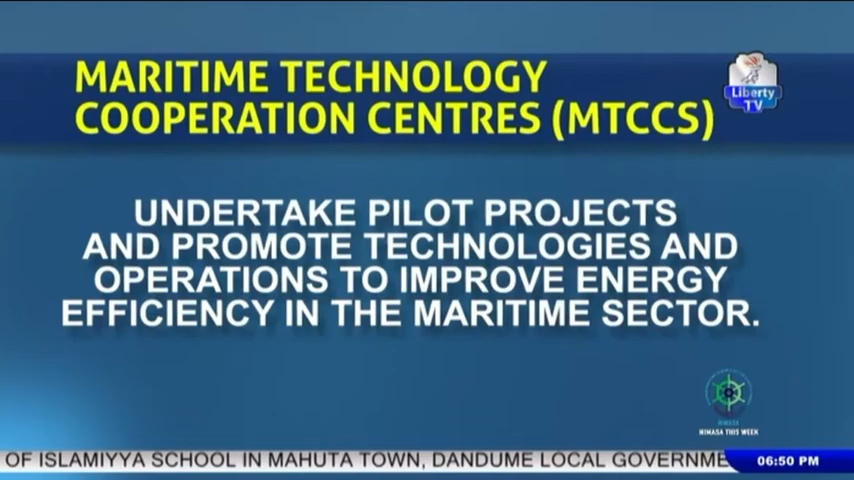 MARITIME TECHNOLOGY
COOPERATION CENTRES (MTCCS)
Liberty
TV
UNDERTAKE PILOT PROJECTS
AND PROMOTE TECHNOLOGIES AND
OPERATIONS TO IMPROVE ENERGY
EFFICIENCY IN THE MARITIME SECTOR.
NIMASA
NIMASA THIS WEEK
OF ISLAMIYYA SCHOOL IN MAHUTA TOWN, DANDUME LOCAL GOVERNME
06:50 PM